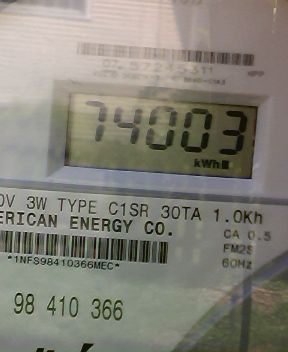 74003
kWh
0V 3W TYPE C1SR 30TA 1.0Kh
ERICAN ENERGY CO.
CA 0.5
*1NFS98410366MEC*
FM2S
60Hz
98 410 366